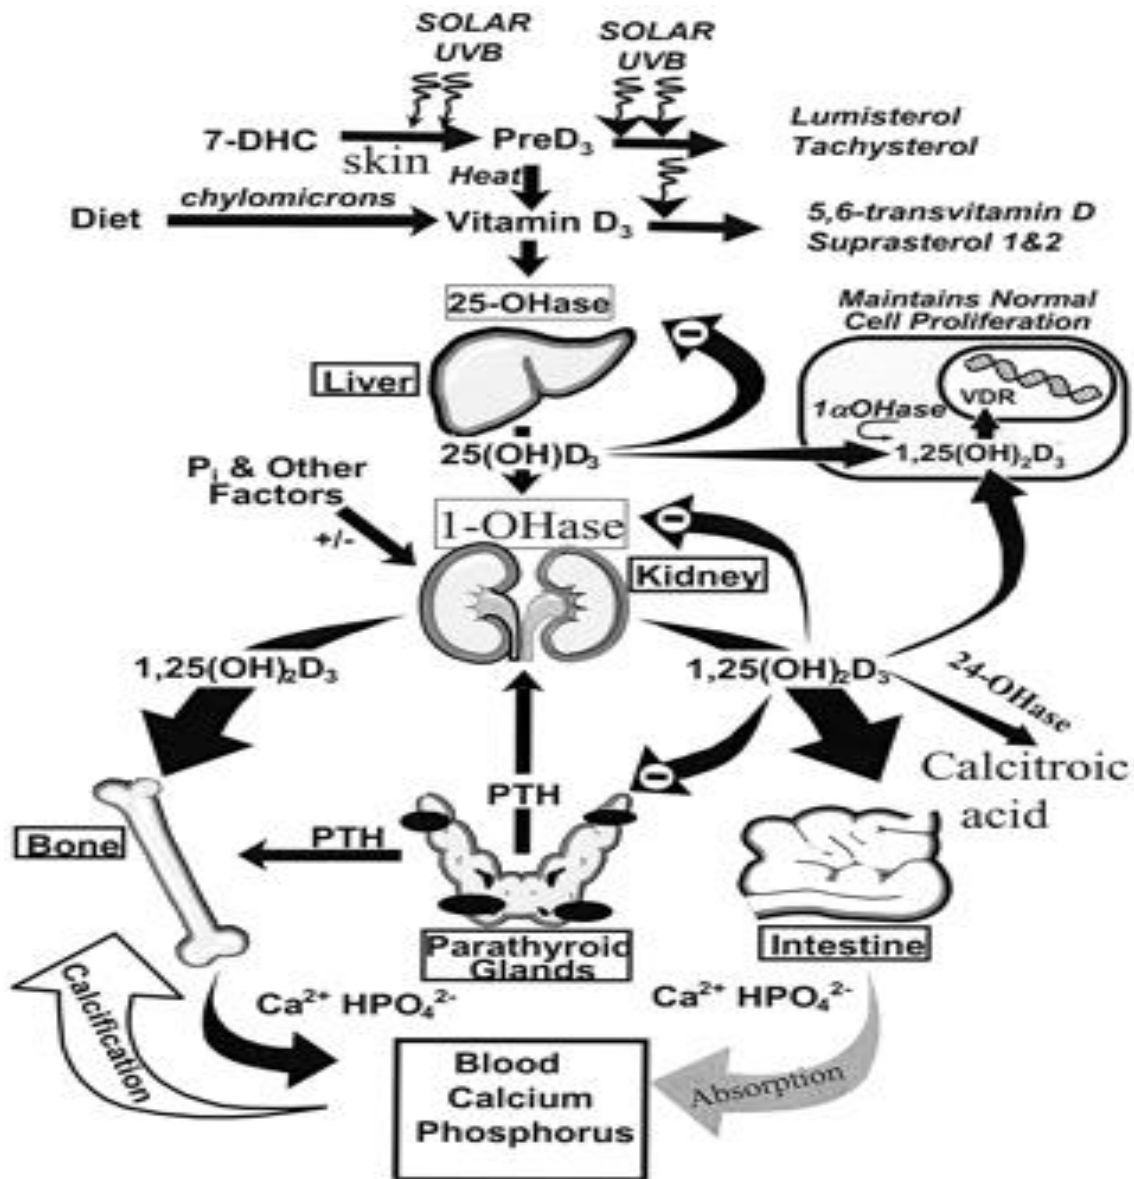 SOLAR
UVB
SOLAR
UVB
7-DHC
skin
PreD₃
Lumisterol
Tachysterol
Heat
Diet
chylomicrons
Vitamin D₃
5,6-transvitamin D
Suprasterol 1&2
25-OHase
Maintains Normal
Cell Proliferation
Liver
VDR
1αOHase
1,25(OH)₂D₃
25(OH)D₃
Pᵢ & Other
Factors
+/-
1-OHase
Kidney
1,25(OH)₂D₃
1,25(OH)₂D₃
24-OHase
Calcitroic
acid
PTH
PTH
Bone
Parathyroid
Glands
Intestine
Calcification
Ca²⁺ HPO₄²⁻
Ca²⁺ HPO₄²⁻
Absorption
Blood
Calcium
Phosphorus